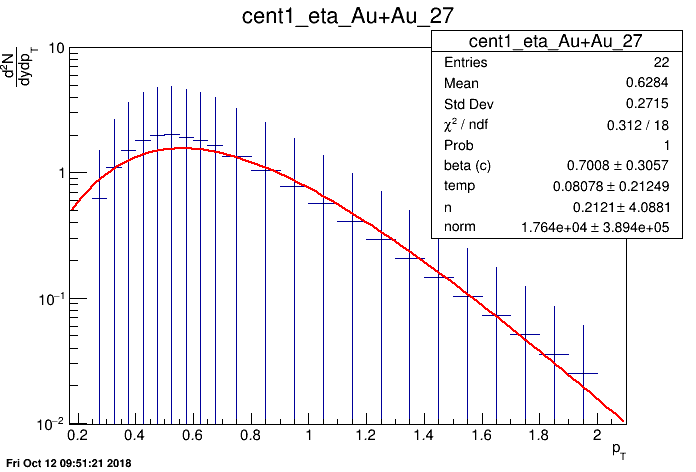 cent1_eta_Au+Au_27
cent1_eta_Au+Au_27
Entries 22
Mean 0.6284
Std Dev 0.2715
χ² / ndf 0.312 / 18
Prob 1
beta (c) 0.7008 ± 0.3057
temp 0.08078 ± 0.21249
n 0.2121 ± 4.0881
norm 1.764e+04 ± 3.894e+05
d²N
dydp_T
10
1
10⁻¹
10⁻²
0.2 0.4 0.6 0.8 1 1.2 1.4 1.6 1.8 2
p_T
Fri Oct 12 09:51:21 2018